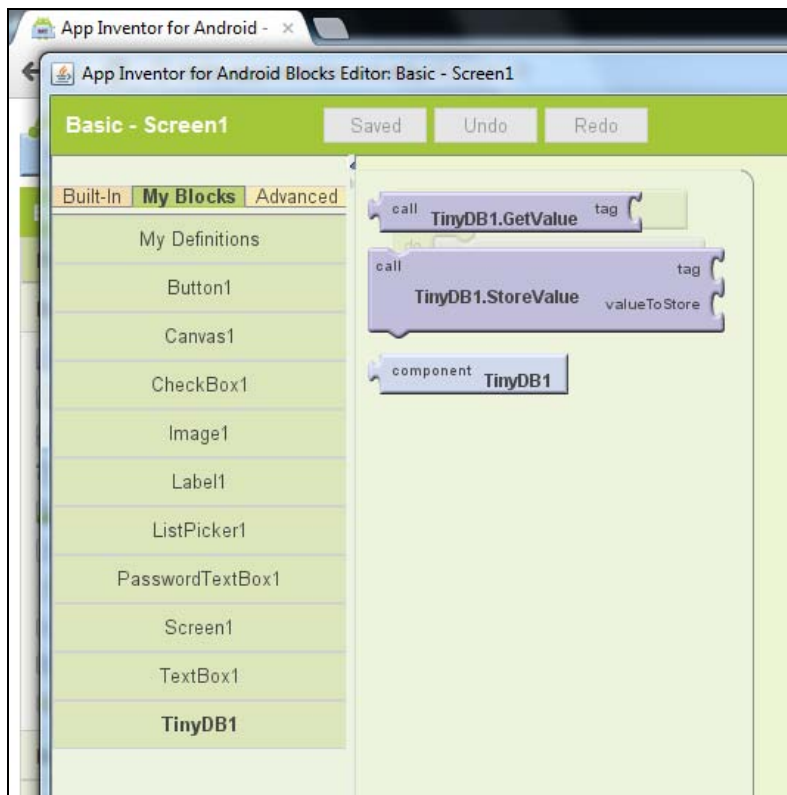 App Inventor for Android -
App Inventor for Android Blocks Editor: Basic - Screen1
Basic - Screen1
Saved
Undo
Redo
Built-In
My Blocks
Advanced
My Definitions
Button1
Canvas1
CheckBox1
Image1
Label1
ListPicker1
PasswordTextBox1
Screen1
TextBox1
TinyDB1
call TinyDB1.GetValue tag
do
call tag
TinyDB1.StoreValue valueToStore
component TinyDB1